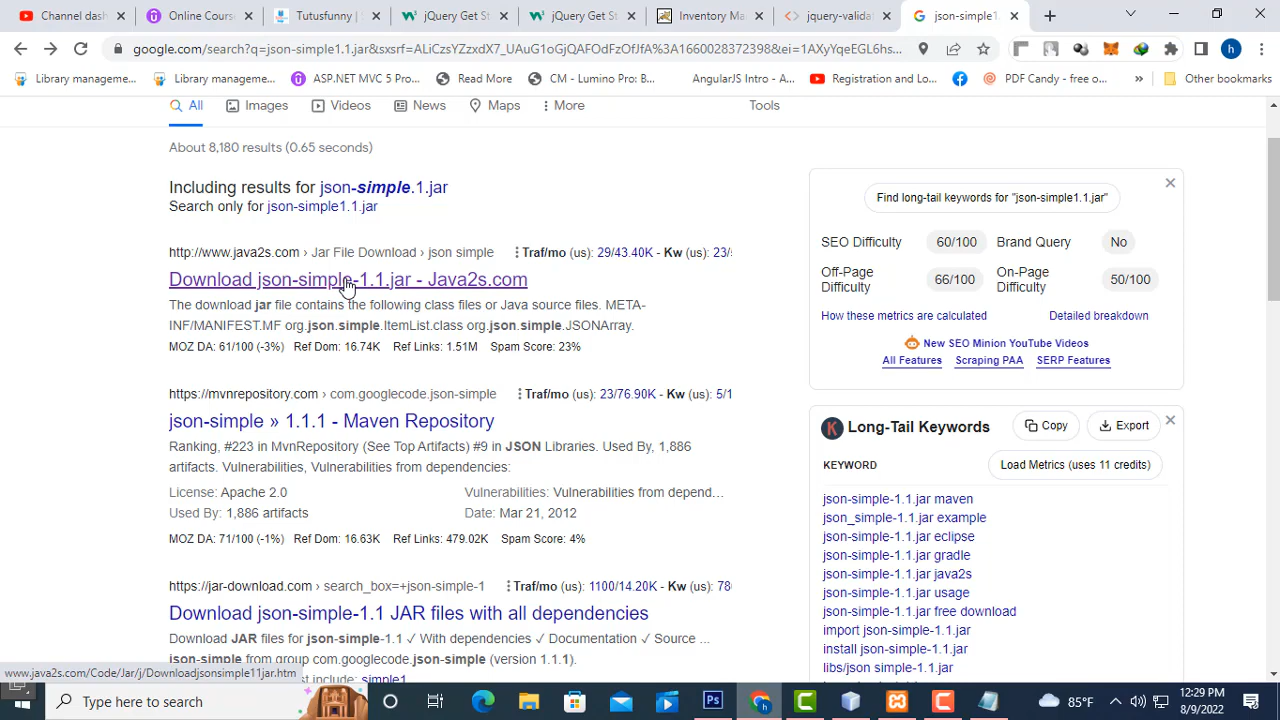 Channel dash
Online Cours
Tutusfunny |
jQuery Get St
jQuery Get St
Inventory Ma
jquery-valida
json-simple1
google.com/search?q=json-simple1.1.jar&sxsrf=ALiCzsYZzxdX7_UAuG1oGjQAFOdFzOfJfA%3A1660028372398&ei=1AXyYqeEGL6hs...
h
Library manageme...
Library manageme...
ASP.NET MVC 5 Pro...
Read More
CM - Lumino Pro: B...
AngularJS Intro - A...
Registration and Lo...
PDF Candy - free o...
»
Other bookmarks
All
Images
Videos
News
Maps
More
Tools
About 8,180 results (0.65 seconds)
Including results for json-simple.1.jar
Search only for json-simple1.1.jar
http://www.java2s.com › Jar File Download › json simple
Traf/mo (us): 29/43.40K - Kw (us): 23/
Download json-simple-1.1.jar - Java2s.com
The download jar file contains the following class files or Java source files. META-
INF/MANIFEST.MF org.json.simple.ItemList.class org.json.simple.JSONArray.
MOZ DA: 61/100 (-3%) Ref Dom: 16.74K Ref Links: 1.51M Spam Score: 23%
https://mvnrepository.com › com.googlecode.json-simple
Traf/mo (us): 23/76.90K - Kw (us): 5/1
json-simple » 1.1.1 - Maven Repository
Ranking, #223 in MvnRepository (See Top Artifacts) #9 in JSON Libraries. Used By, 1,886
artifacts. Vulnerabilities, Vulnerabilities from dependencies:
License: Apache 2.0
Vulnerabilities: Vulnerabilities from depend...
Used By: 1,886 artifacts
Date: Mar 21, 2012
MOZ DA: 71/100 (-1%) Ref Dom: 16.63K Ref Links: 479.02K Spam Score: 4%
https://jar-download.com › search_box=+json-simple-1
Traf/mo (us): 1100/14.20K - Kw (us): 78
Download json-simple-1.1 JAR files with all dependencies
Download JAR files for json-simple-1.1 ✓ With dependencies ✓ Documentation ✓ Source ...
json-simple from group com.googlecode.json-simple (version 1.1.1).
include: simple1
www.java2s.com/Code/Jar/j/Downloadjsonsimple11jar.htm
Find long-tail keywords for "json-simple1.1.jar"
SEO Difficulty
60/100
Brand Query
No
Off-Page
Difficulty
66/100
On-Page
Difficulty
50/100
How these metrics are calculated
Detailed breakdown
New SEO Minion YouTube Videos
All Features
Scraping PAA
SERP Features
K
Long-Tail Keywords
Copy
Export
KEYWORD
Load Metrics (uses 11 credits)
json-simple-1.1.jar maven
json_simple-1.1.jar example
json-simple-1.1.jar eclipse
json-simple-1.1.jar gradle
json-simple-1.1.jar java2s
json-simple-1.1.jar usage
json-simple-1.1.jar free download
import json-simple-1.1.jar
install json-simple-1.1.jar
libs/json simple-1.1.jar
Type here to search
Ps
85°F
12:29 PM
8/9/2022